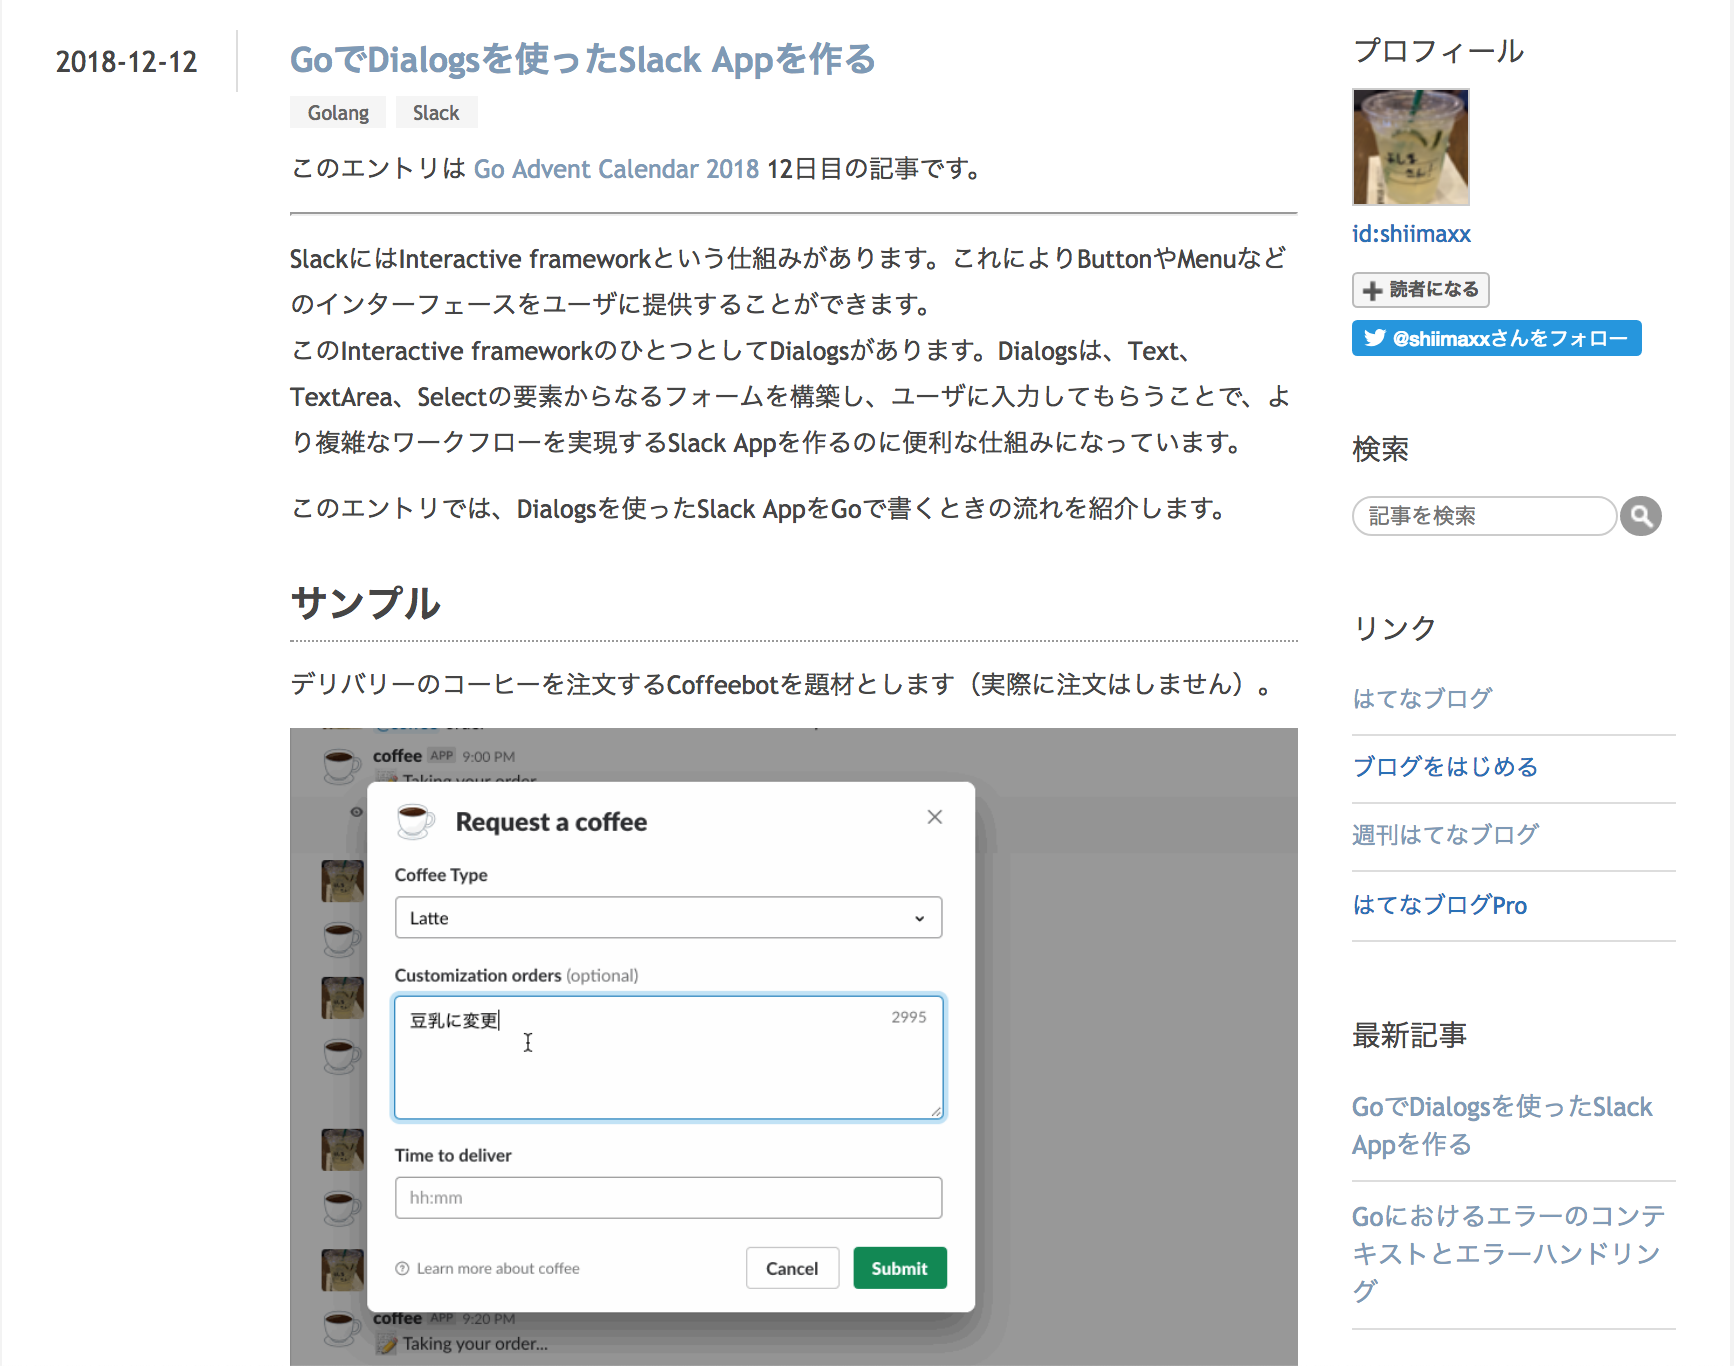 2018-12-12
GoでDialogsを使ったSlack Appを作る
Golang
Slack
このエントリは Go Advent Calendar 2018 12日目の記事です。
SlackにはInteractive frameworkという仕組みがあります。これによりButtonやMenuなど
のインターフェースをユーザに提供することができます。
このInteractive frameworkのひとつとしてDialogsがあります。Dialogsは、Text、
TextArea、Selectの要素からなるフォームを構築し、ユーザに入力してもらうことで、よ
り複雑なワークフローを実現するSlack Appを作るのに便利な仕組みになっています。
このエントリでは、Dialogsを使ったSlack AppをGoで書くときの流れを紹介します。
サンプル
デリバリーのコーヒーを注文するCoffeebotを題材とします（実際に注文はしません）。
coffee APP 9:00 PM
Taking your order
Request a coffee
Coffee Type
Latte
Customization orders (optional)
豆乳に変更
2995
Time to deliver
hh:mm
Learn more about coffee
Cancel
Submit
coffee APP 9:20 PM
Taking your order...
プロフィール
id:shiimaxx
読者になる
@shiimaxxさんをフォロー
検索
記事を検索
リンク
はてなブログ
ブログをはじめる
週刊はてなブログ
はてなブログPro
最新記事
GoでDialogsを使ったSlack
Appを作る
Goにおけるエラーのコンテ
キストとエラーハンドリン
グ